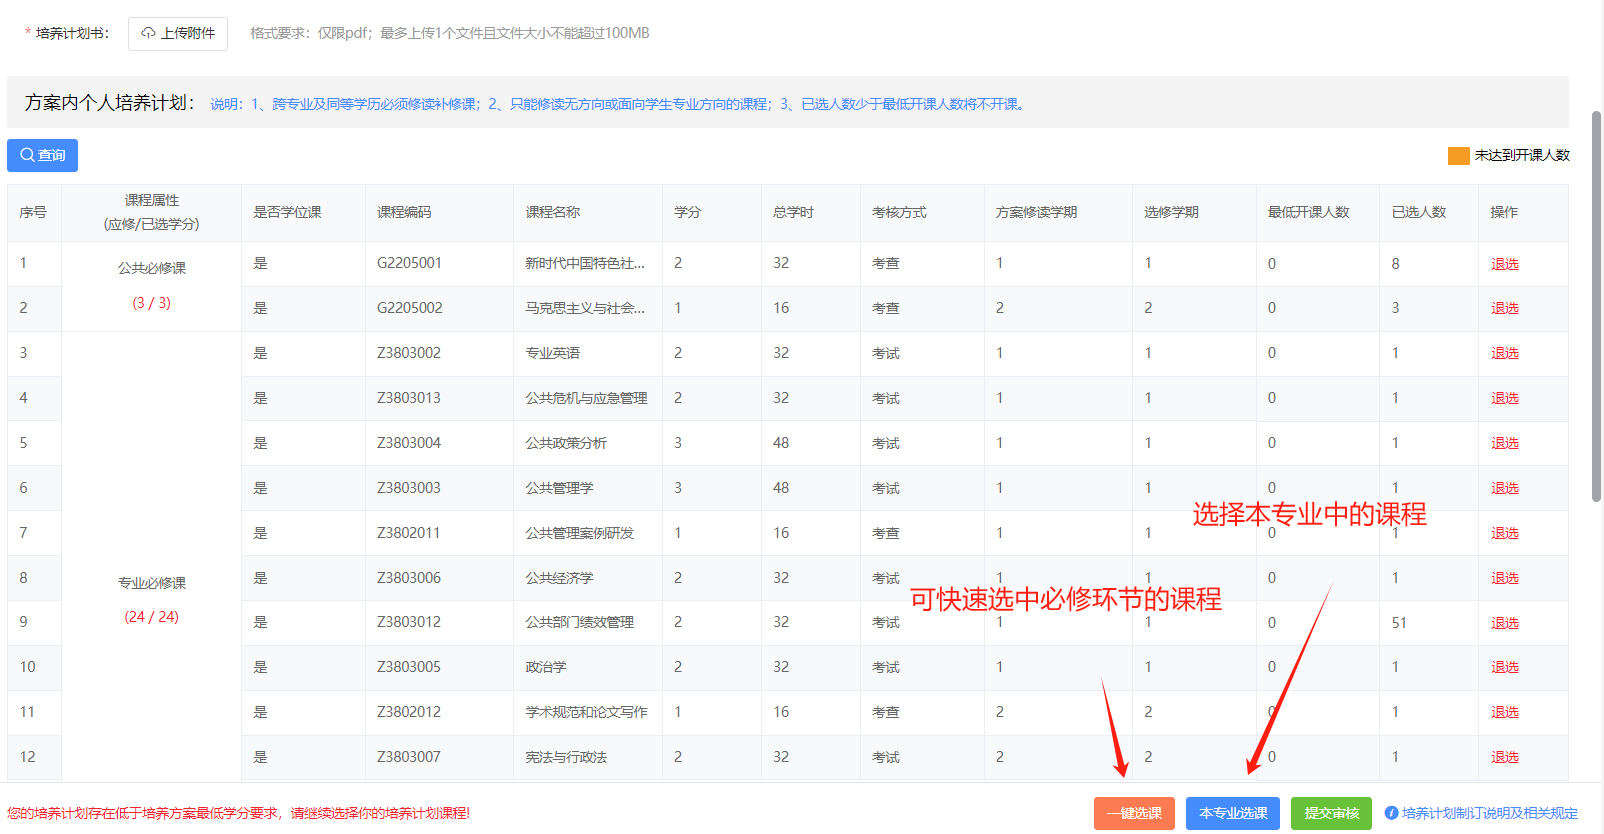 * 培养计划书： 上传附件 格式要求：仅限pdf；最多上传1个文件且文件大小不能超过100MB
方案内个人培养计划： 说明：1、跨专业及同等学历必须修读补修课；2、只能修读无方向或面向学生专业方向的课程；3、已选人数少于最低开课人数将不开课。
查询 未达到开课人数
序号 课程属性 (应修/已选学分) 是否学位课 课程编码 课程名称 学分 总学时 考核方式 方案修读学期 选修学期 最低开课人数 已选人数 操作
1 公共必修课 是 G2205001 新时代中国特色社... 2 32 考查 1 1 0 8 退选
(3 / 3)
2 是 G2205002 马克思主义与社会... 1 16 考查 2 2 0 3 退选
3 是 Z3803002 专业英语 2 32 考试 1 1 0 1 退选
4 是 Z3803013 公共危机与应急管理 2 32 考试 1 1 0 1 退选
5 是 Z3803004 公共政策分析 3 48 考试 1 1 0 1 退选
6 是 Z3803003 公共管理学 3 48 考试 1 1 0 1 退选
选择本专业中的课程
7 是 Z3802011 公共管理案例研发 1 16 考查 1 1 0 1 退选
8 专业必修课 是 Z3803006 公共经济学 2 32 考试 1 1 0 1 退选
可快速选中必修环节的课程
(24 / 24)
9 是 Z3803012 公共部门绩效管理 2 32 考试 1 1 0 51 退选
10 是 Z3803005 政治学 2 32 考试 1 1 0 1 退选
11 是 Z3802012 学术规范和论文写作 1 16 考查 2 2 0 1 退选
12 是 Z3803007 宪法与行政法 2 32 考试 2 2 0 1 退选
您的培养计划存在低于培养方案最低学分要求，请继续选择你的培养计划课程! 一键选课 本专业选课 提交审核 培养计划制订说明及相关规定